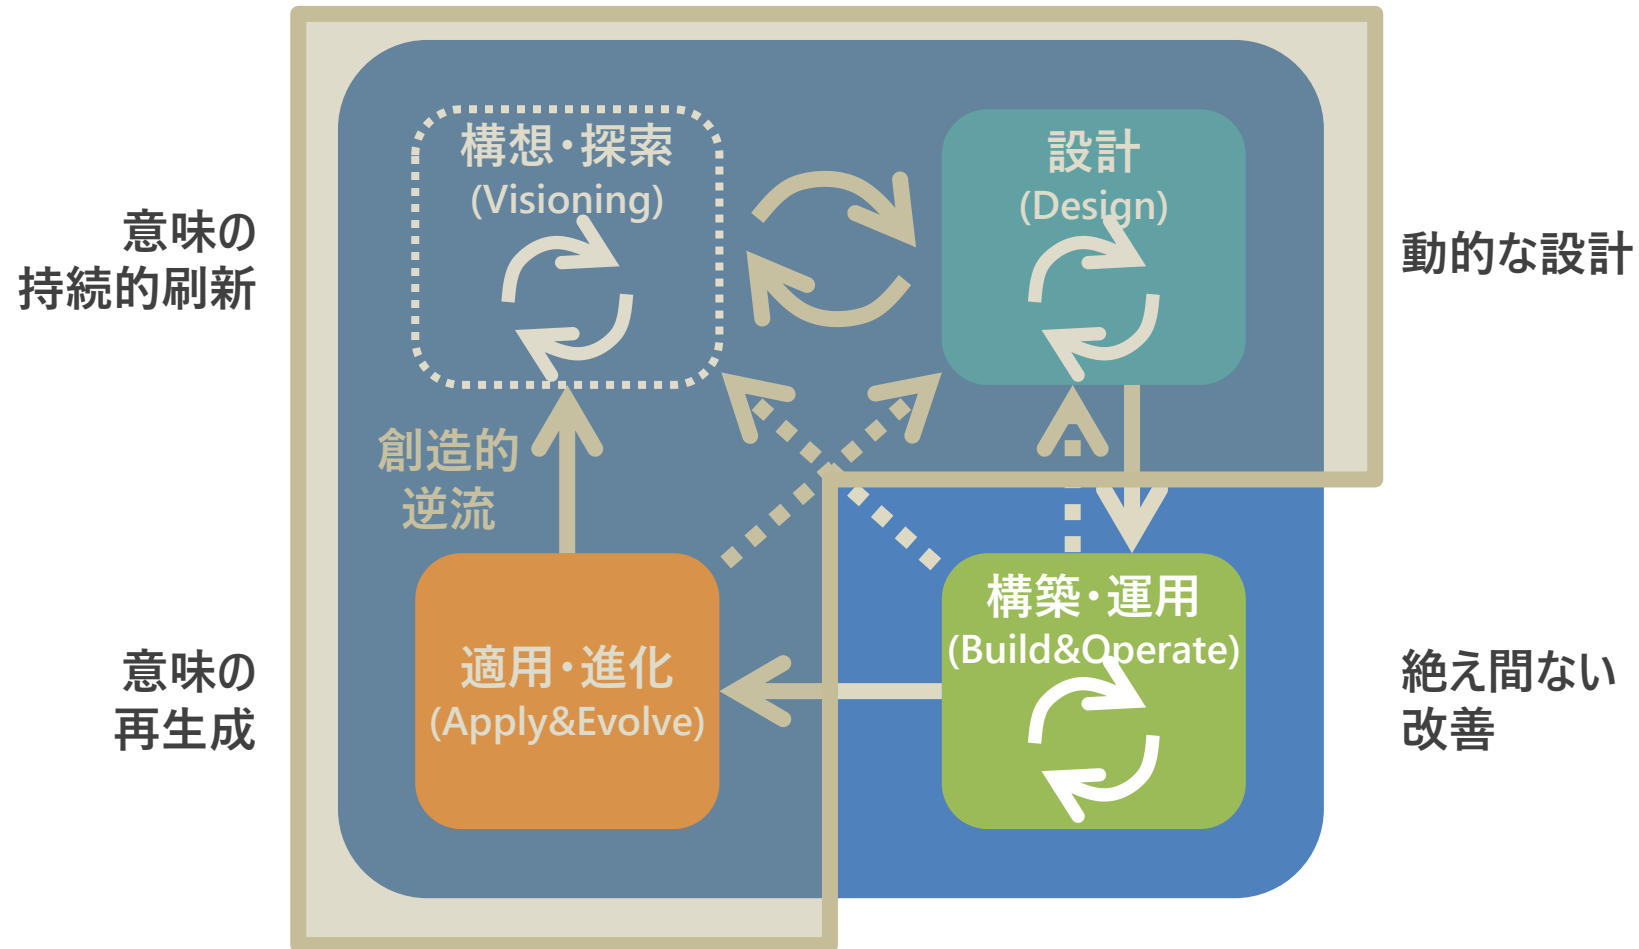 構想・探索
(Visioning)
設計
(Design)
意味の
持続的刷新
動的な設計
創造的
逆流
適用・進化
(Apply&Evolve)
構築・運用
(Build&Operate)
意味の
再生成
絶え間ない
改善